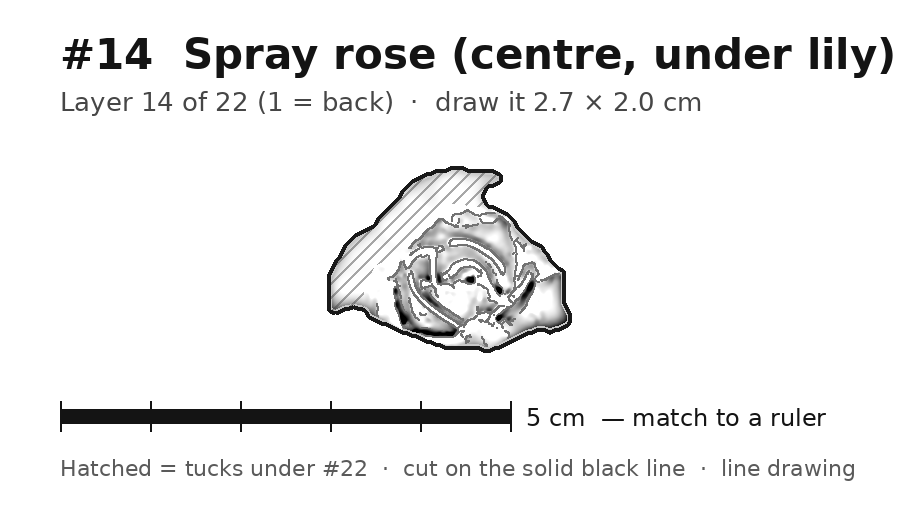 #14 Spray rose (centre, under lily)
Layer 14 of 22 (1 = back) · draw it 2.7 × 2.0 cm
5 cm — match to a ruler
Hatched = tucks under #22 · cut on the solid black line · line drawing